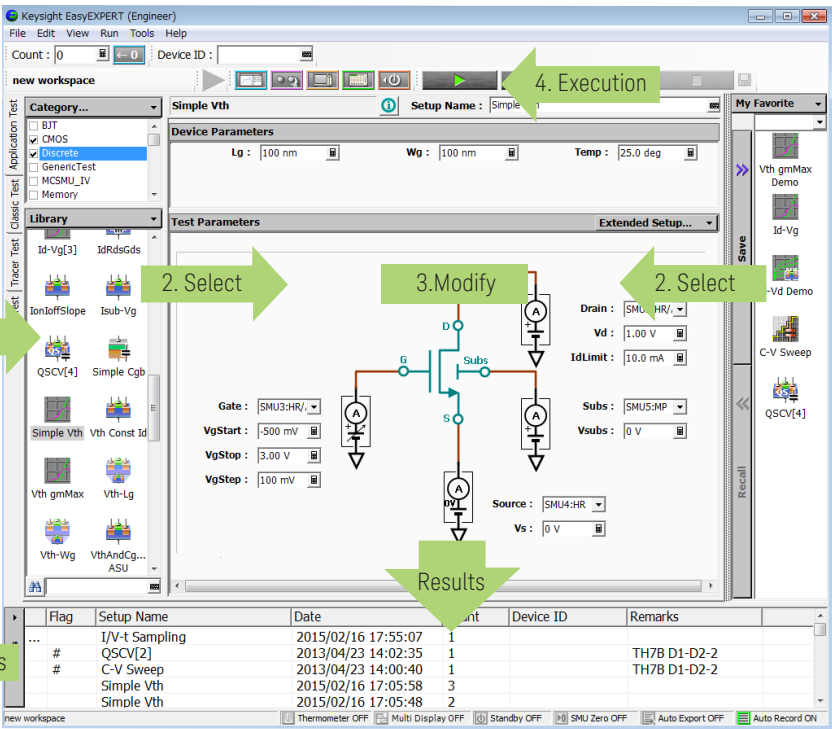 Keysight EasyEXPERT (Engineer)
File Edit View Run Tools Help
Count : 0 ←0 Device ID :
new workspace
4. Execution
Application Test
Classic Test
Tracer Test
Test
Category...
BJT
CMOS
Discrete
GenericTest
MCSMU_IV
Memory
Library
Id-Vg[3] IdRdsGds
IonIoffSlope Isub-Vg
QSCV[4] Simple Cgb
Simple Vth Vth Const Id
Vth gmMax Vth-Lg
Vth-Wg VthAndCg...
ASU
Simple Vth Setup Name :
Device Parameters
Lg : 100 nm Wg : 100 nm Temp : 25.0 deg
Test Parameters Extended Setup...
2. Select
3.Modify
2. Select
Drain : SMU HR/
Vd : 1.00 V
IdLimit : 10.0 mA
A
D
G
Subs
S
Gate : SMU3:HR/
VgStart : -500 mV
VgStop : 3.00 V
VgStep : 100 mV
A
A
Subs : SMU5:MP
Vsubs : 0 V
A
0V
Source : SMU4:HR
Vs : 0 V
Results
My Favorite
Save
Recall
Vth gmMax
Demo
Id-Vg
-Vd Demo
C-V Sweep
QSCV[4]
Flag Setup Name Date Device ID Remarks
... I/V-t Sampling 2015/02/16 17:55:07 1
# QSCV[2] 2013/04/23 14:02:35 1 TH7B D1-D2-2
# C-V Sweep 2013/04/23 14:00:40 1 TH7B D1-D2-2
Simple Vth 2015/02/16 17:05:58 3
Simple Vth 2015/02/16 17:05:48 2
new workspace Thermometer OFF Multi Display OFF Standby OFF SMU Zero OFF Auto Export OFF Auto Record ON